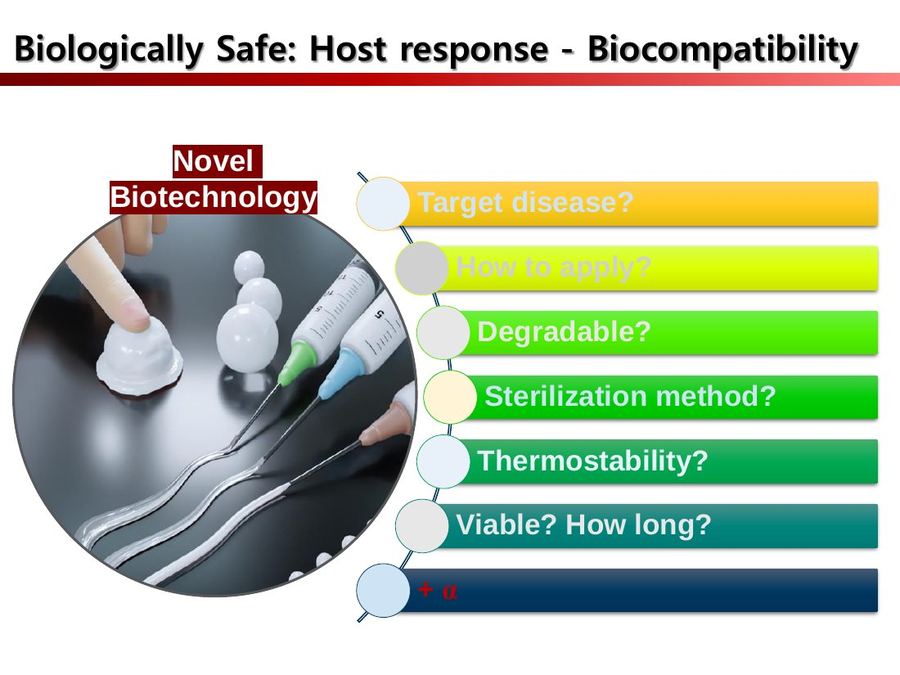 Biologically Safe: Host response - Biocompatibility
Novel
Biotechnology
Target disease?
How to apply?
Degradable?
Sterilization method?
Thermostability?
Viable? How long?
+ α
5